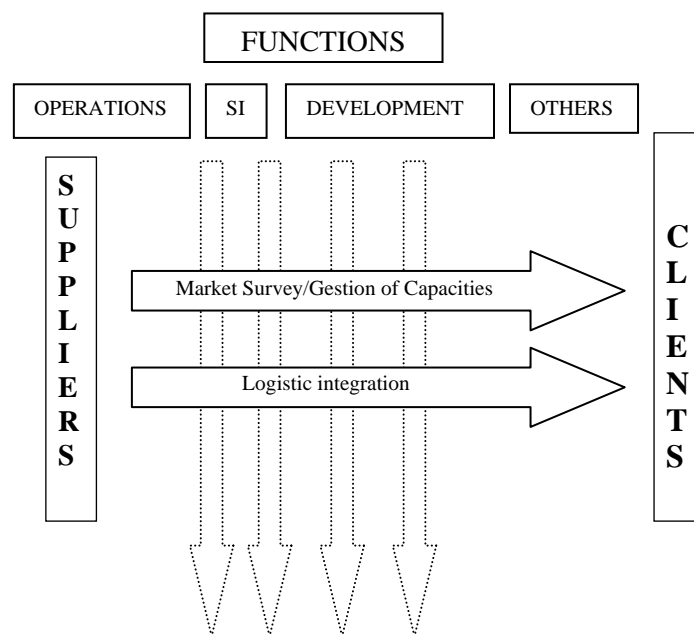 FUNCTIONS
OPERATIONS
SI
DEVELOPMENT
OTHERS
SUPPLIERS
Market Survey/Gestion of Capacities
Logistic integration
CLIENTS